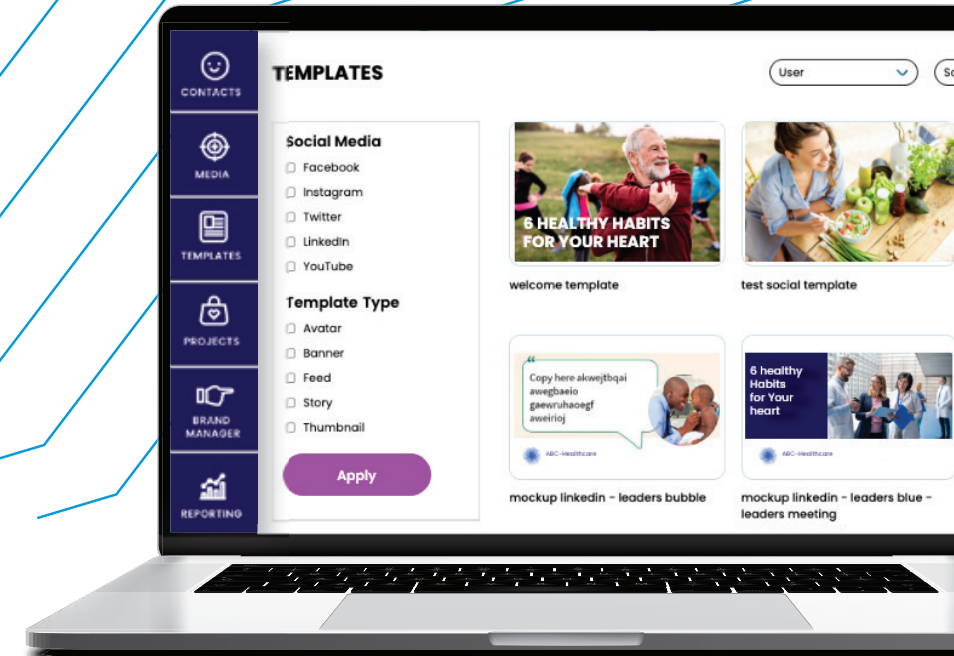 CONTACTS
MEDIA
TEMPLATES
PROJECTS
BRAND
MANAGER
REPORTING
TEMPLATES
User
Social Media
Facebook
Instagram
Twitter
LinkedIn
YouTube
Template Type
Avatar
Banner
Feed
Story
Thumbnail
Apply
6 HEALTHY HABITS
FOR YOUR HEART
welcome template
test social template
Copy here akwejtbqai
awegbaeio
gaewruhaoegf
aweirioj
ABC-Healthcare
mockup linkedin - leaders bubble
6 healthy
Habits
for Your
heart
ABC-Healthcare
mockup linkedin - leaders blue -
leaders meeting